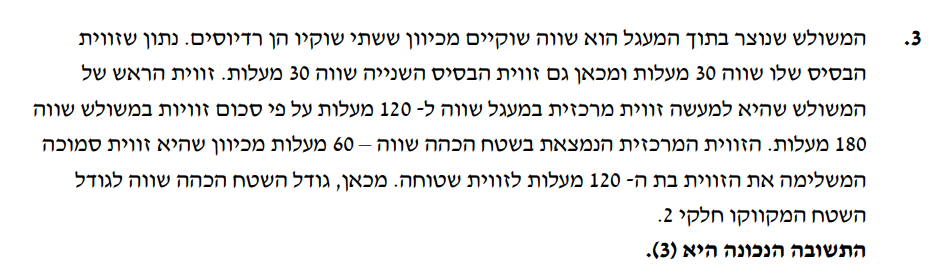 3. המשולש שנוצר בתוך המעגל הוא שווה שוקיים מכיוון ששתי שוקיו הן רדיוסים. נתון שזווית
הבסיס שלו שווה 30 מעלות ומכאן גם זווית הבסיס השנייה שווה 30 מעלות. זווית הראש של
המשולש שהיא למעשה זווית מרכזית במעגל שווה ל- 120 מעלות על פי סכום זוויות במשולש שווה
180 מעלות. הזווית המרכזית הנמצאת בשטח הכהה שווה – 60 מעלות מכיוון שהיא זווית סמוכה
המשלימה את הזווית בת ה- 120 מעלות לזווית שטוחה. מכאן, גודל השטח הכהה שווה לגודל
השטח המקווקו חלקי 2.
התשובה הנכונה היא (3).